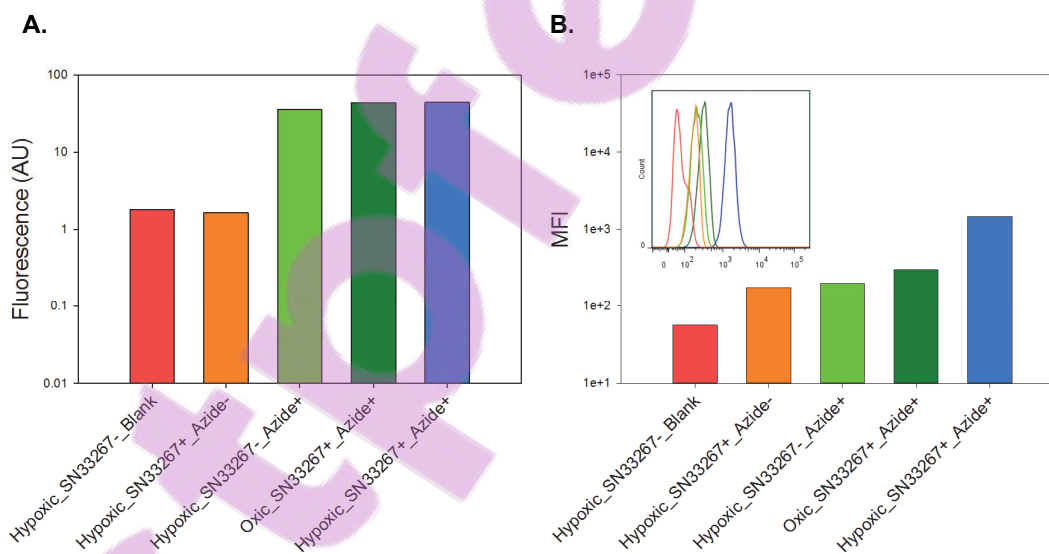 A.
B.
100
10
1
0.1
0.01
Fluorescence (AU)
Hypoxic_SN33267-_Blank
Hypoxic_SN33267+_Azide-
Hypoxic_SN33267-_Azide+
Oxic_SN33267+_Azide+
Hypoxic_SN33267+_Azide+
1e+5
1e+4
1e+3
1e+2
1e+1
MFI
Count
0
0 10² 10³ 10⁴ 10⁵
Hypoxic_SN33267-_Blank
Hypoxic_SN33267+_Azide-
Hypoxic_SN33267-_Azide+
Oxic_SN33267+_Azide+
Hypoxic_SN33267+_Azide+